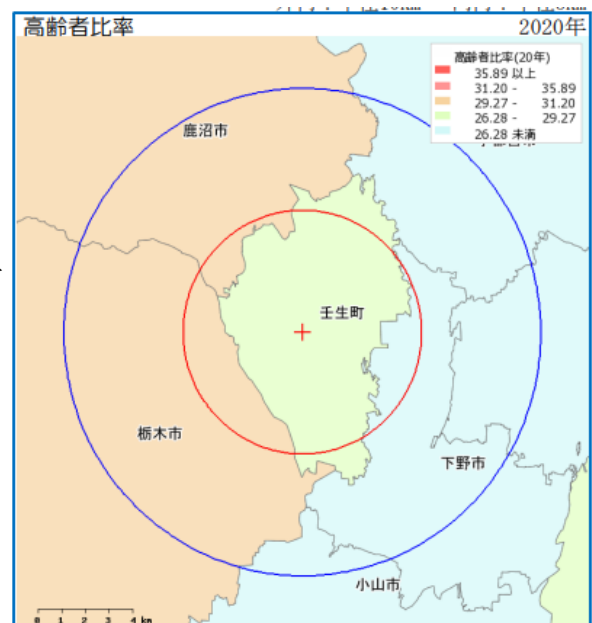 高齢者比率
2020年
高齢者比率(20年)
35.89 以上
31.20 - 35.89
29.27 - 31.20
26.28 - 29.27
26.28 未満
鹿沼市
壬生町
栃木市
下野市
小山市
0 1 2 3 4 km